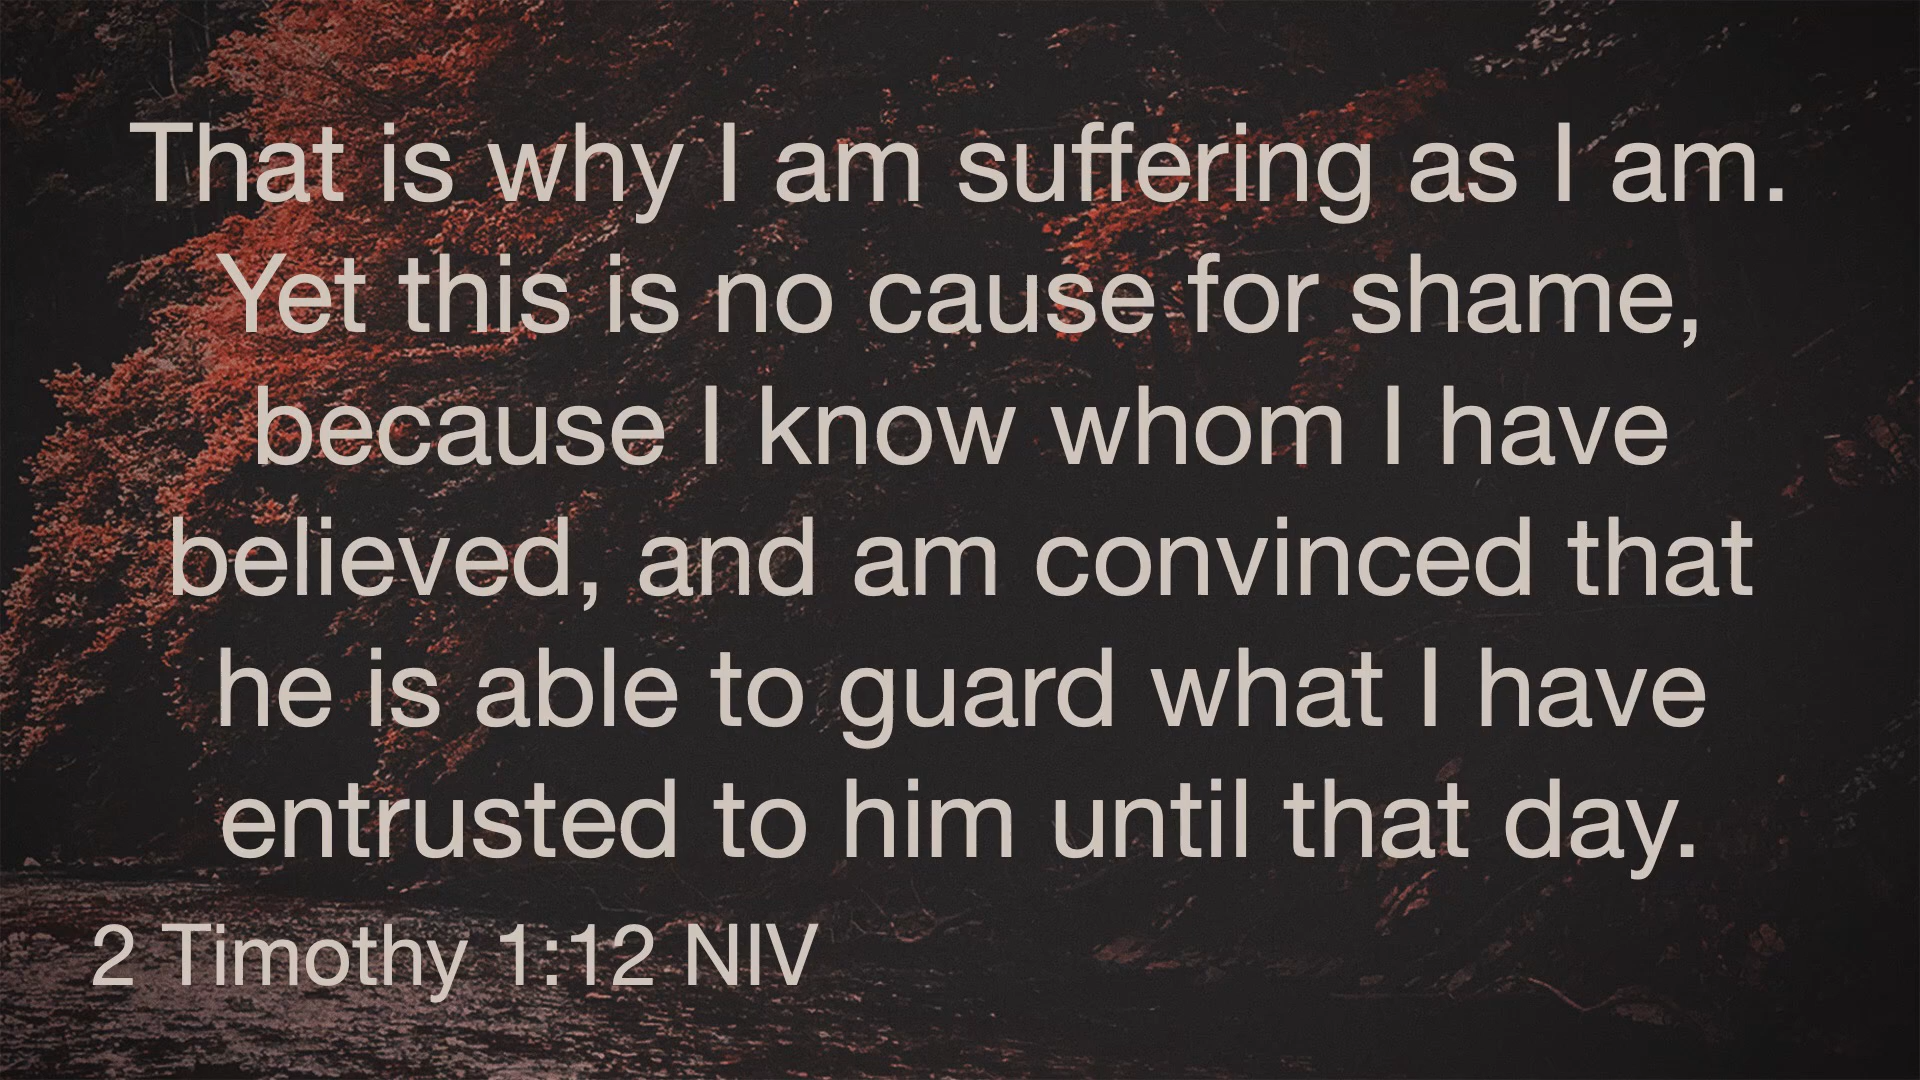 That is why I am suffering as I am.
Yet this is no cause for shame,
because I know whom I have
believed, and am convinced that
he is able to guard what I have
entrusted to him until that day.
2 Timothy 1:12 NIV